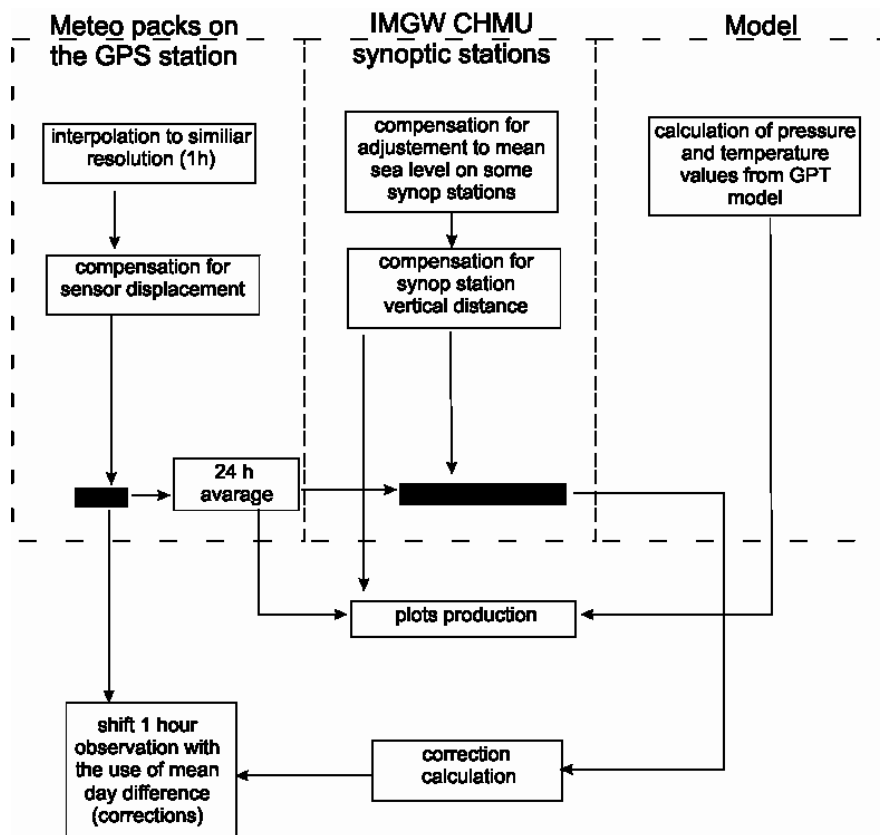 Meteo packs on
the GPS station
IMGW CHMU
synoptic stations
Model
interpolation to similiar
resolution (1h)
compensation for
adjustement to mean
sea level on some
synop stations
calculation of pressure
and temperature
values from GPT
model
compensation for
sensor displacement
compensation for
synop station
vertical distance
24 h
avarage
plots production
shift 1 hour
observation with
the use of mean
day difference
(corrections)
correction
calculation